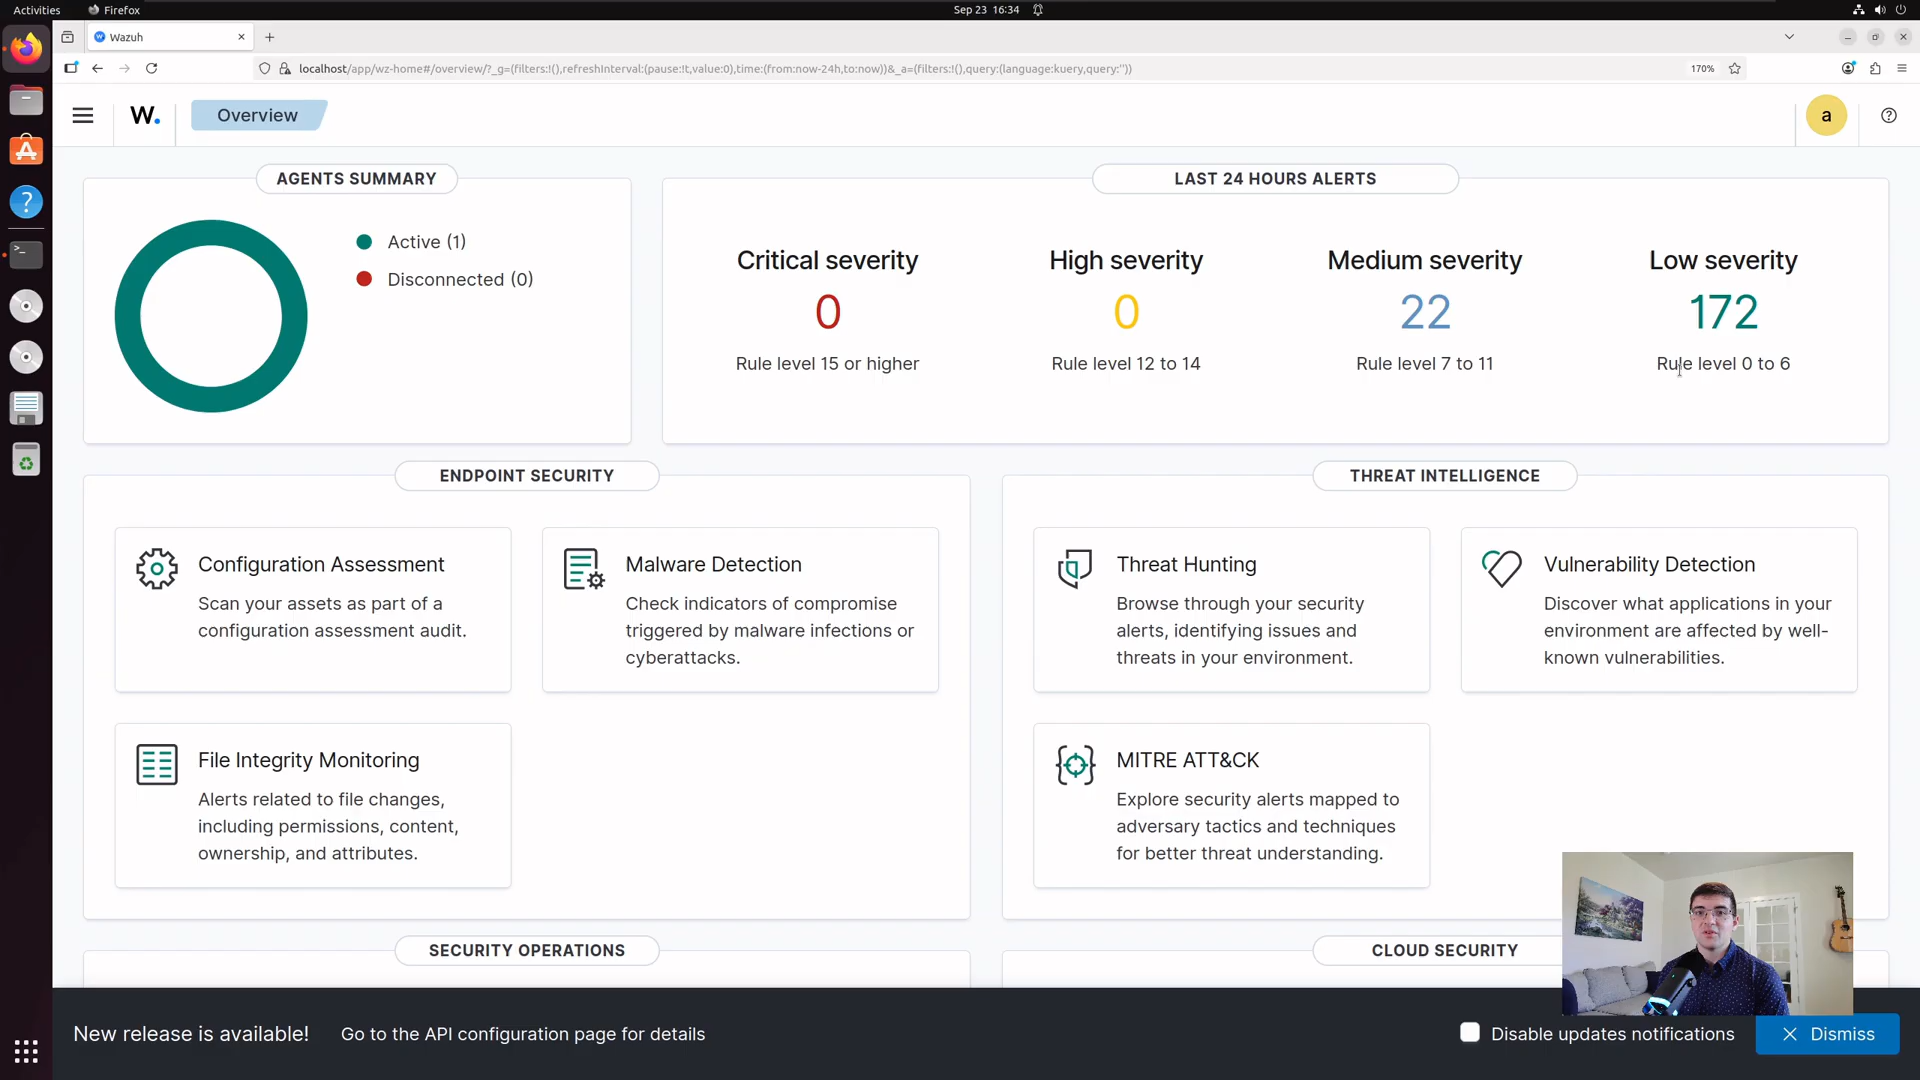 Activities
Firefox
Sep 23 16:34
Wazuh
localhost/app/wz-home#/overview/?_g=(filters:!(),refreshInterval:(pause:!t,value:0),time:(from:now-24h,to:now))&_a=(filters:!(),query:(language:kuery,query:''))
170%
W.
Overview
a
AGENTS SUMMARY
Active (1)
Disconnected (0)
LAST 24 HOURS ALERTS
Critical severity
0
Rule level 15 or higher
High severity
0
Rule level 12 to 14
Medium severity
22
Rule level 7 to 11
Low severity
172
Rule level 0 to 6
ENDPOINT SECURITY
Configuration Assessment
Scan your assets as part of a
configuration assessment audit.
Malware Detection
Check indicators of compromise
triggered by malware infections or
cyberattacks.
File Integrity Monitoring
Alerts related to file changes,
including permissions, content,
ownership, and attributes.
THREAT INTELLIGENCE
Threat Hunting
Browse through your security
alerts, identifying issues and
threats in your environment.
Vulnerability Detection
Discover what applications in your
environment are affected by well-
known vulnerabilities.
MITRE ATT&CK
Explore security alerts mapped to
adversary tactics and techniques
for better threat understanding.
SECURITY OPERATIONS
CLOUD SECURITY
New release is available!
Go to the API configuration page for details
Disable updates notifications
Dismiss